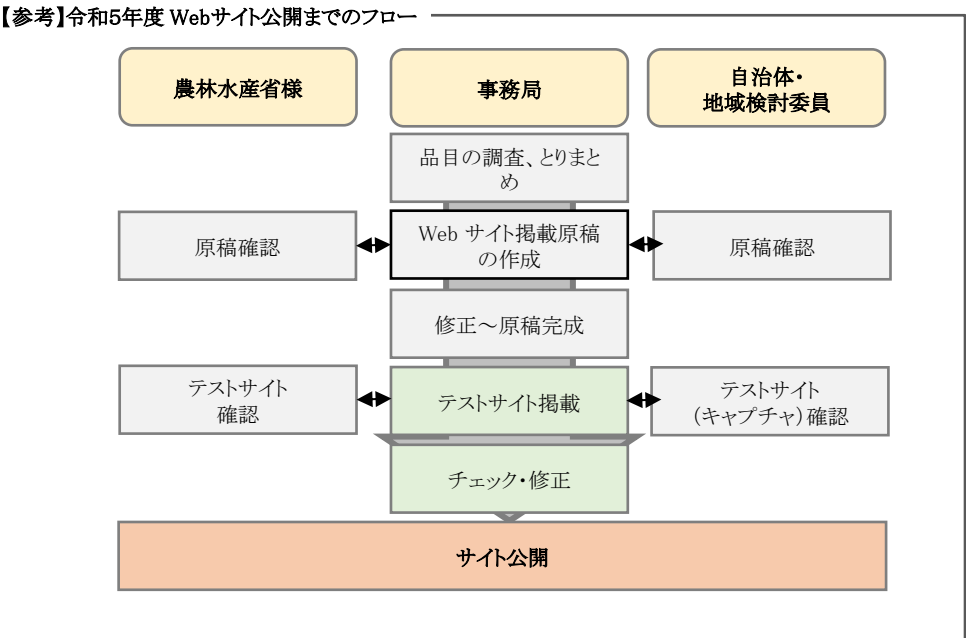 【参考】令和5年度 Webサイト公開までのフロー
農林水産省様
事務局
自治体・
地域検討委員
品目の調査、とりまと
め
原稿確認
Web サイト掲載原稿
の作成
原稿確認
修正～原稿完成
テストサイト
確認
テストサイト掲載
テストサイト
(キャプチャ)確認
チェック・修正
サイト公開